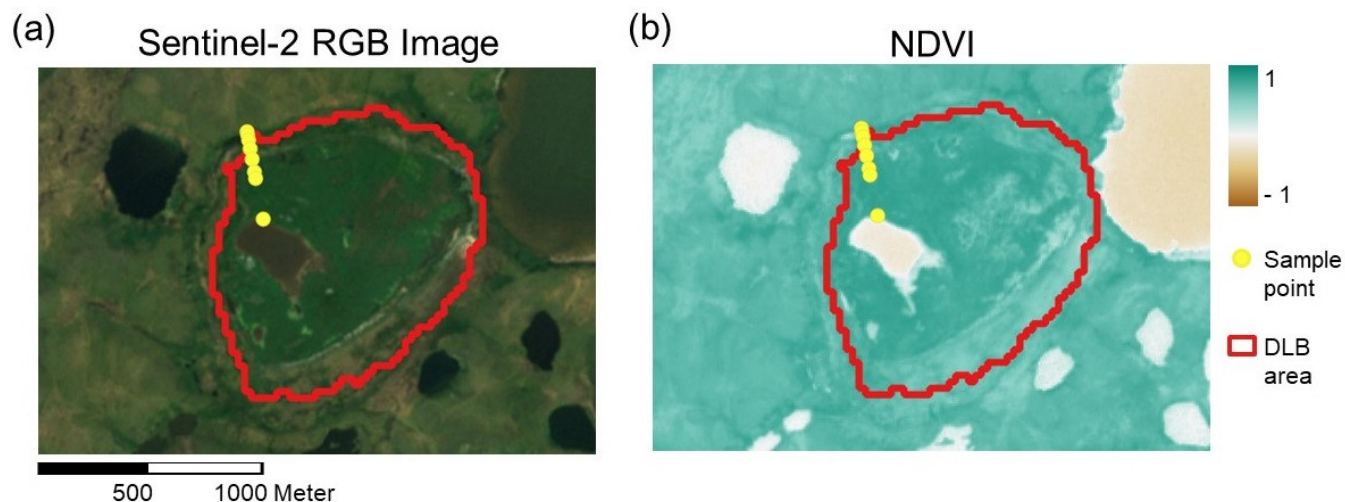 (a)
Sentinel-2 RGB Image
500 1000 Meter
(b)
NDVI
1
- 1
Sample
point
DLB
area